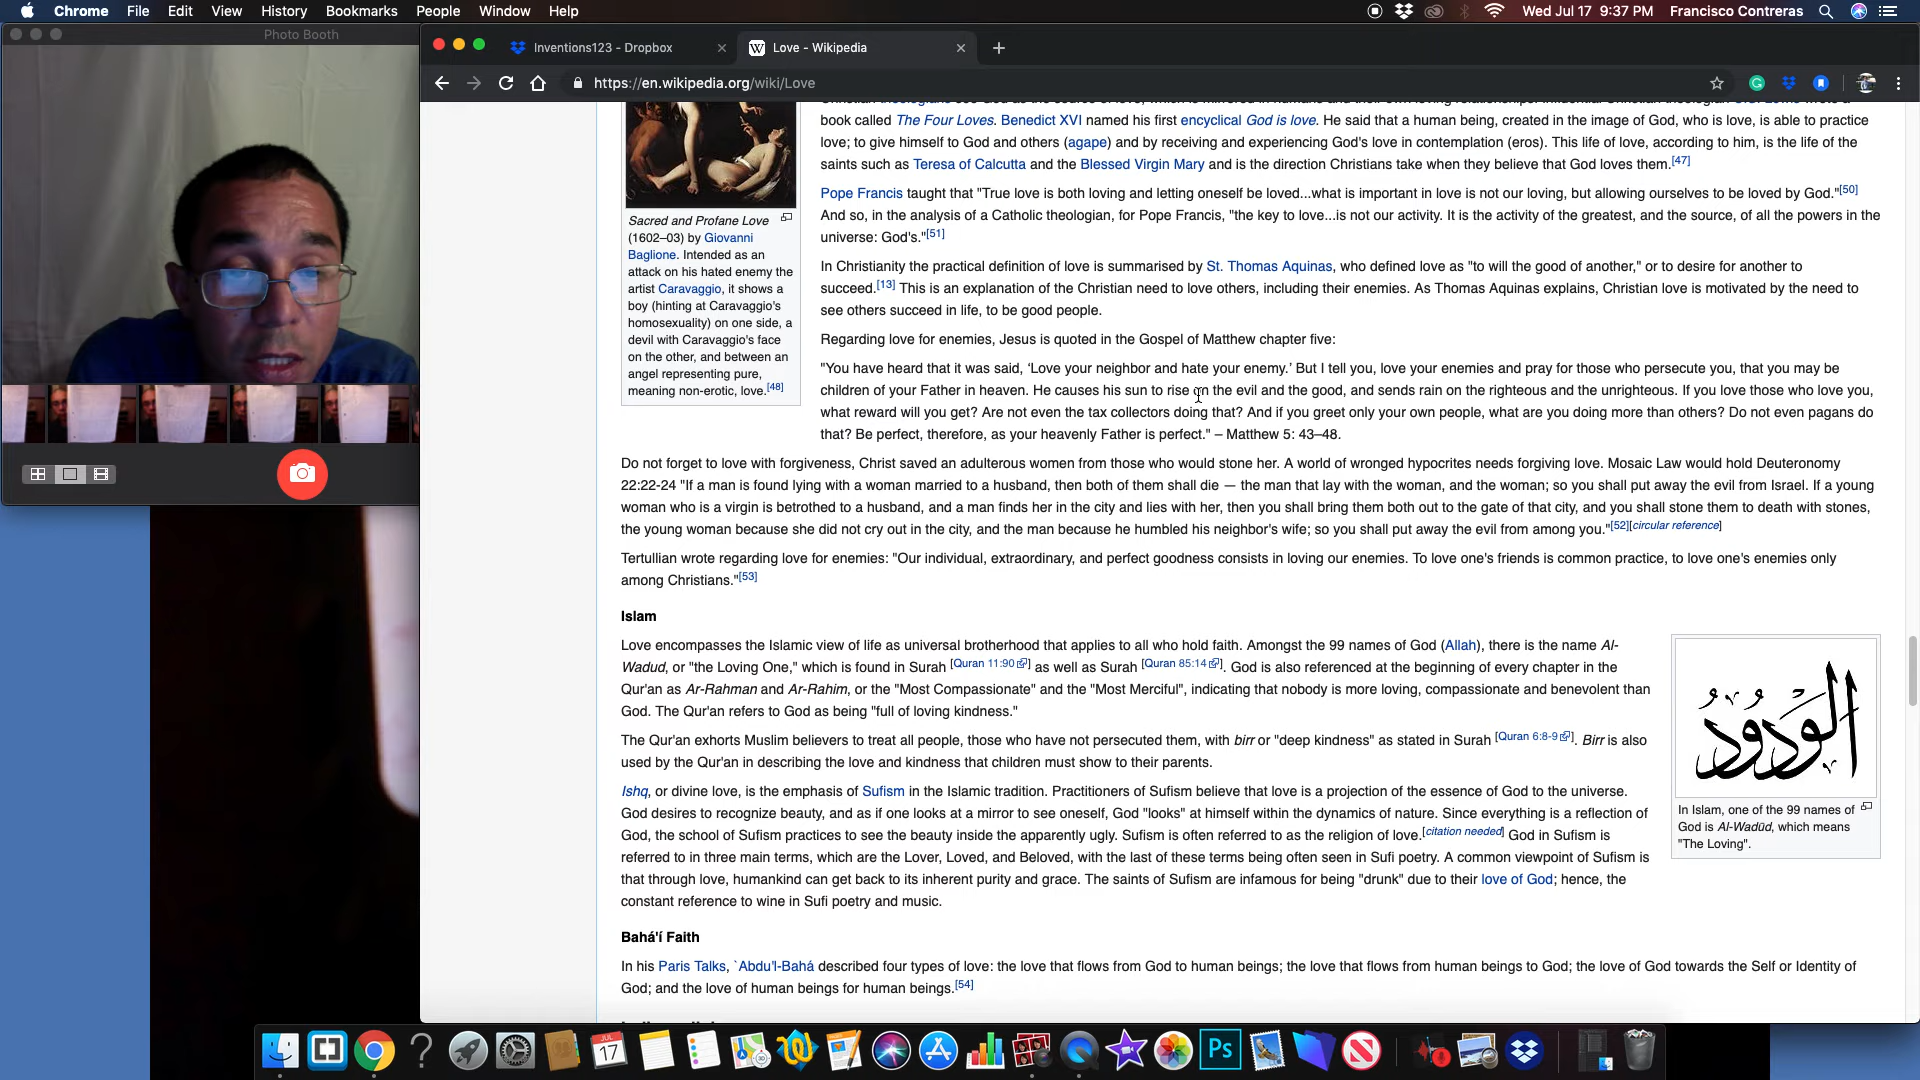 Chrome File Edit View History Bookmarks People Window Help Wed Jul 17 9:37 PM Francisco Contreras
Photo Booth
Inventions123 - Dropbox
Love - Wikipedia
https://en.wikipedia.org/wiki/Love
book called The Four Loves. Benedict XVI named his first encyclical God is love. He said that a human being, created in the image of God, who is love, is able to practice
love; to give himself to God and others (agape) and by receiving and experiencing God's love in contemplation (eros). This life of love, according to him, is the life of the
saints such as Teresa of Calcutta and the Blessed Virgin Mary and is the direction Christians take when they believe that God loves them.[47]
Pope Francis taught that "True love is both loving and letting oneself be loved...what is important in love is not our loving, but allowing ourselves to be loved by God."[50]
And so, in the analysis of a Catholic theologian, for Pope Francis, "the key to love...is not our activity. It is the activity of the greatest, and the source, of all the powers in the
universe: God's."[51]
In Christianity the practical definition of love is summarised by St. Thomas Aquinas, who defined love as "to will the good of another," or to desire for another to
succeed.[13] This is an explanation of the Christian need to love others, including their enemies. As Thomas Aquinas explains, Christian love is motivated by the need to
see others succeed in life, to be good people.
Regarding love for enemies, Jesus is quoted in the Gospel of Matthew chapter five:
"You have heard that it was said, ‘Love your neighbor and hate your enemy.’ But I tell you, love your enemies and pray for those who persecute you, that you may be
children of your Father in heaven. He causes his sun to rise on the evil and the good, and sends rain on the righteous and the unrighteous. If you love those who love you,
what reward will you get? Are not even the tax collectors doing that? And if you greet only your own people, what are you doing more than others? Do not even pagans do
that? Be perfect, therefore, as your heavenly Father is perfect." – Matthew 5: 43–48.
Sacred and Profane Love
(1602–03) by Giovanni
Baglione. Intended as an
attack on his hated enemy the
artist Caravaggio, it shows a
boy (hinting at Caravaggio's
homosexuality) on one side, a
devil with Caravaggio's face
on the other, and between an
angel representing pure,
meaning non-erotic, love.[48]
Do not forget to love with forgiveness, Christ saved an adulterous women from those who would stone her. A world of wronged hypocrites needs forgiving love. Mosaic Law would hold Deuteronomy
22:22-24 "If a man is found lying with a woman married to a husband, then both of them shall die — the man that lay with the woman, and the woman; so you shall put away the evil from Israel. If a young
woman who is a virgin is betrothed to a husband, and a man finds her in the city and lies with her, then you shall bring them both out to the gate of that city, and you shall stone them to death with stones,
the young woman because she did not cry out in the city, and the man because he humbled his neighbor's wife; so you shall put away the evil from among you."[52][circular reference]
Tertullian wrote regarding love for enemies: "Our individual, extraordinary, and perfect goodness consists in loving our enemies. To love one's friends is common practice, to love one's enemies only
among Christians."[53]
Islam
Love encompasses the Islamic view of life as universal brotherhood that applies to all who hold faith. Amongst the 99 names of God (Allah), there is the name Al-
Wadud, or "the Loving One," which is found in Surah [Quran 11:90] as well as Surah [Quran 85:14]. God is also referenced at the beginning of every chapter in the
Qur'an as Ar-Rahman and Ar-Rahim, or the "Most Compassionate" and the "Most Merciful", indicating that nobody is more loving, compassionate and benevolent than
God. The Qur'an refers to God as being "full of loving kindness."
The Qur'an exhorts Muslim believers to treat all people, those who have not persecuted them, with birr or "deep kindness" as stated in Surah [Quran 6:8-9]. Birr is also
used by the Qur'an in describing the love and kindness that children must show to their parents.
Ishq, or divine love, is the emphasis of Sufism in the Islamic tradition. Practitioners of Sufism believe that love is a projection of the essence of God to the universe.
God desires to recognize beauty, and as if one looks at a mirror to see oneself, God "looks" at himself within the dynamics of nature. Since everything is a reflection of
God, the school of Sufism practices to see the beauty inside the apparently ugly. Sufism is often referred to as the religion of love.[citation needed] God in Sufism is
referred to in three main terms, which are the Lover, Loved, and Beloved, with the last of these terms being often seen in Sufi poetry. A common viewpoint of Sufism is
that through love, humankind can get back to its inherent purity and grace. The saints of Sufism are infamous for being "drunk" due to their love of God; hence, the
constant reference to wine in Sufi poetry and music.
الْوَدُودُ
In Islam, one of the 99 names of
God is Al-Wadūd, which means
"The Loving".
Bahá'í Faith
In his Paris Talks, `Abdu'l-Bahá described four types of love: the love that flows from God to human beings; the love that flows from human beings to God; the love of God towards the Self or Identity of
God; and the love of human beings for human beings.[54]
JUL
17
Ps